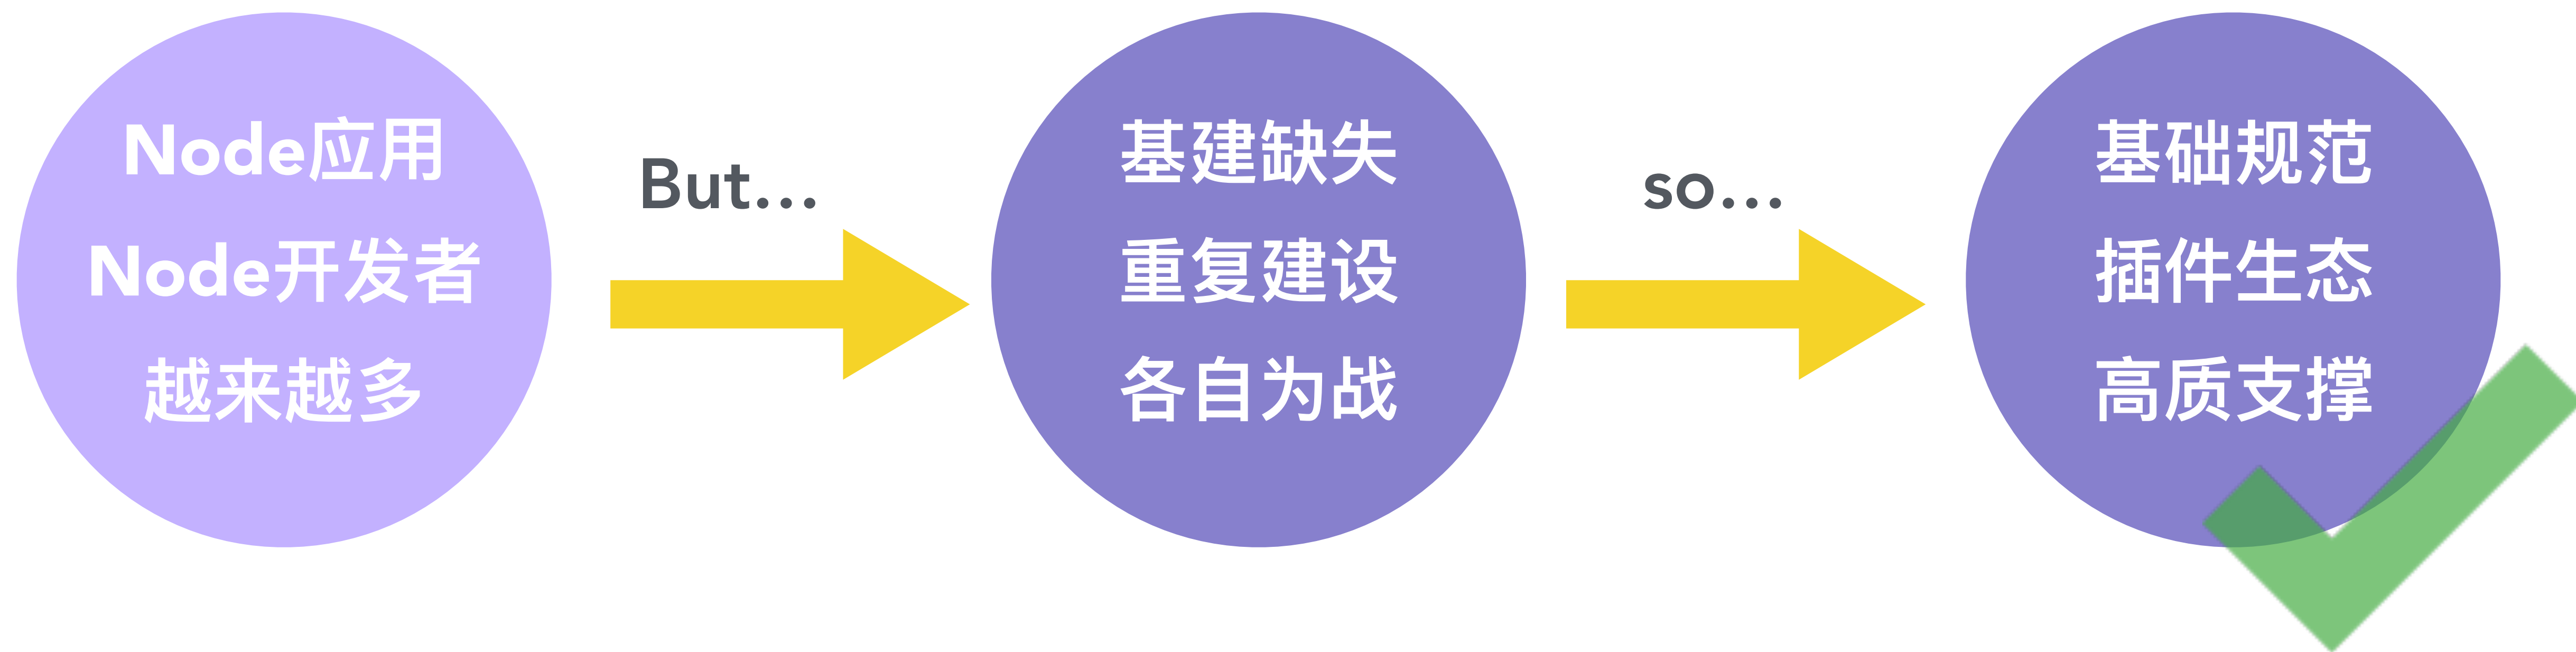 Node应用
Node开发者
越来越多
But...
基建缺失
重复建设
各自为战
so...
基础规范
插件生态
高质支撑